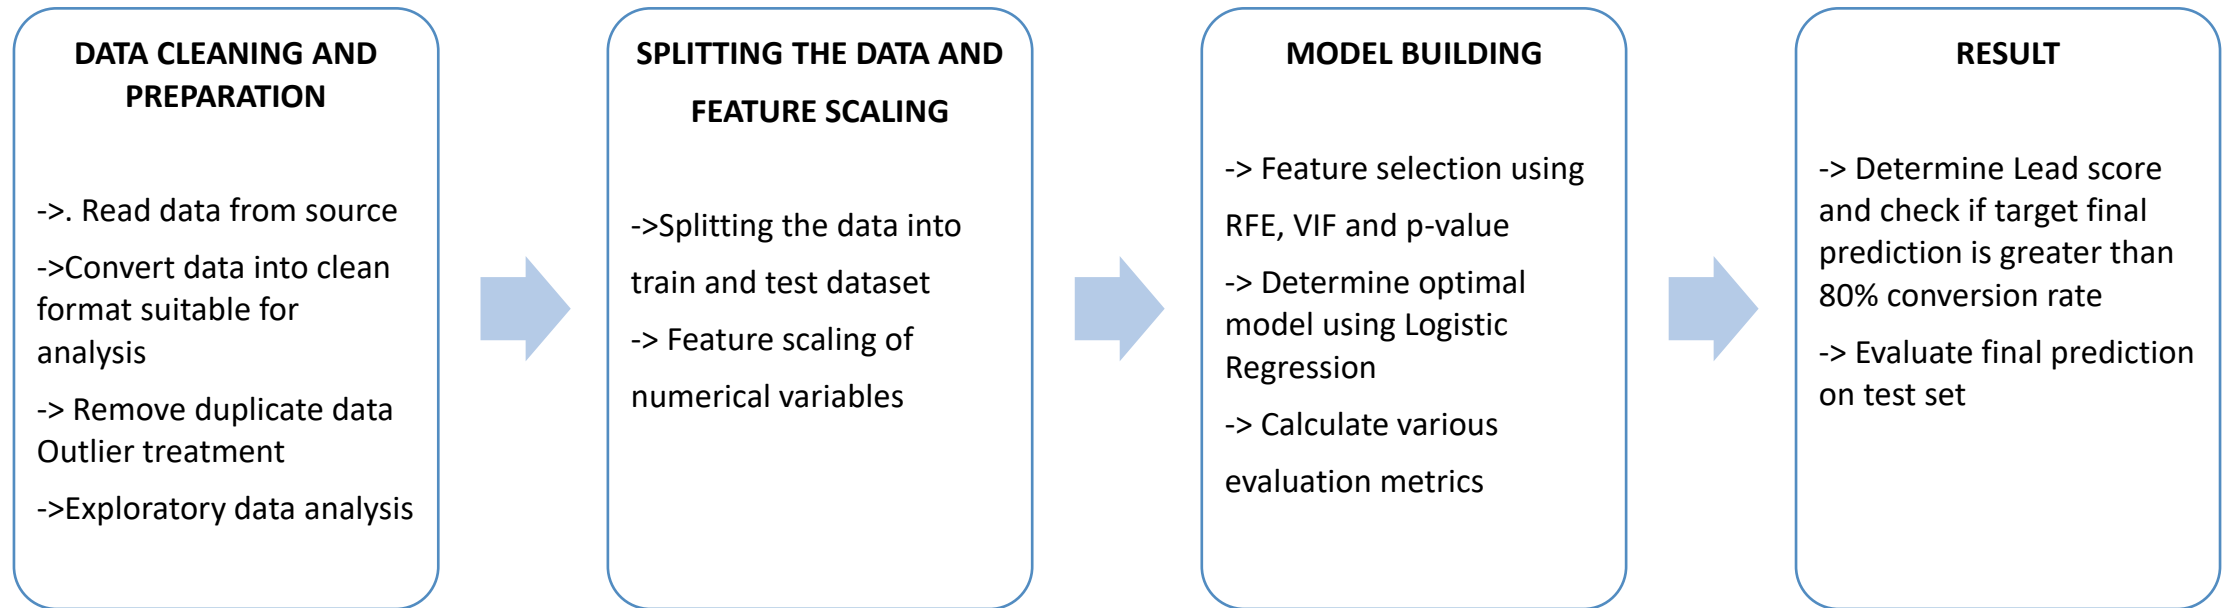 DATA CLEANING AND
PREPARATION
->. Read data from source
->Convert data into clean
format suitable for
analysis
-> Remove duplicate data
Outlier treatment
->Exploratory data analysis
SPLITTING THE DATA AND
FEATURE SCALING
->Splitting the data into
train and test dataset
-> Feature scaling of
numerical variables
MODEL BUILDING
-> Feature selection using
RFE, VIF and p-value
-> Determine optimal
model using Logistic
Regression
-> Calculate various
evaluation metrics
RESULT
-> Determine Lead score
and check if target final
prediction is greater than
80% conversion rate
-> Evaluate final prediction
on test set